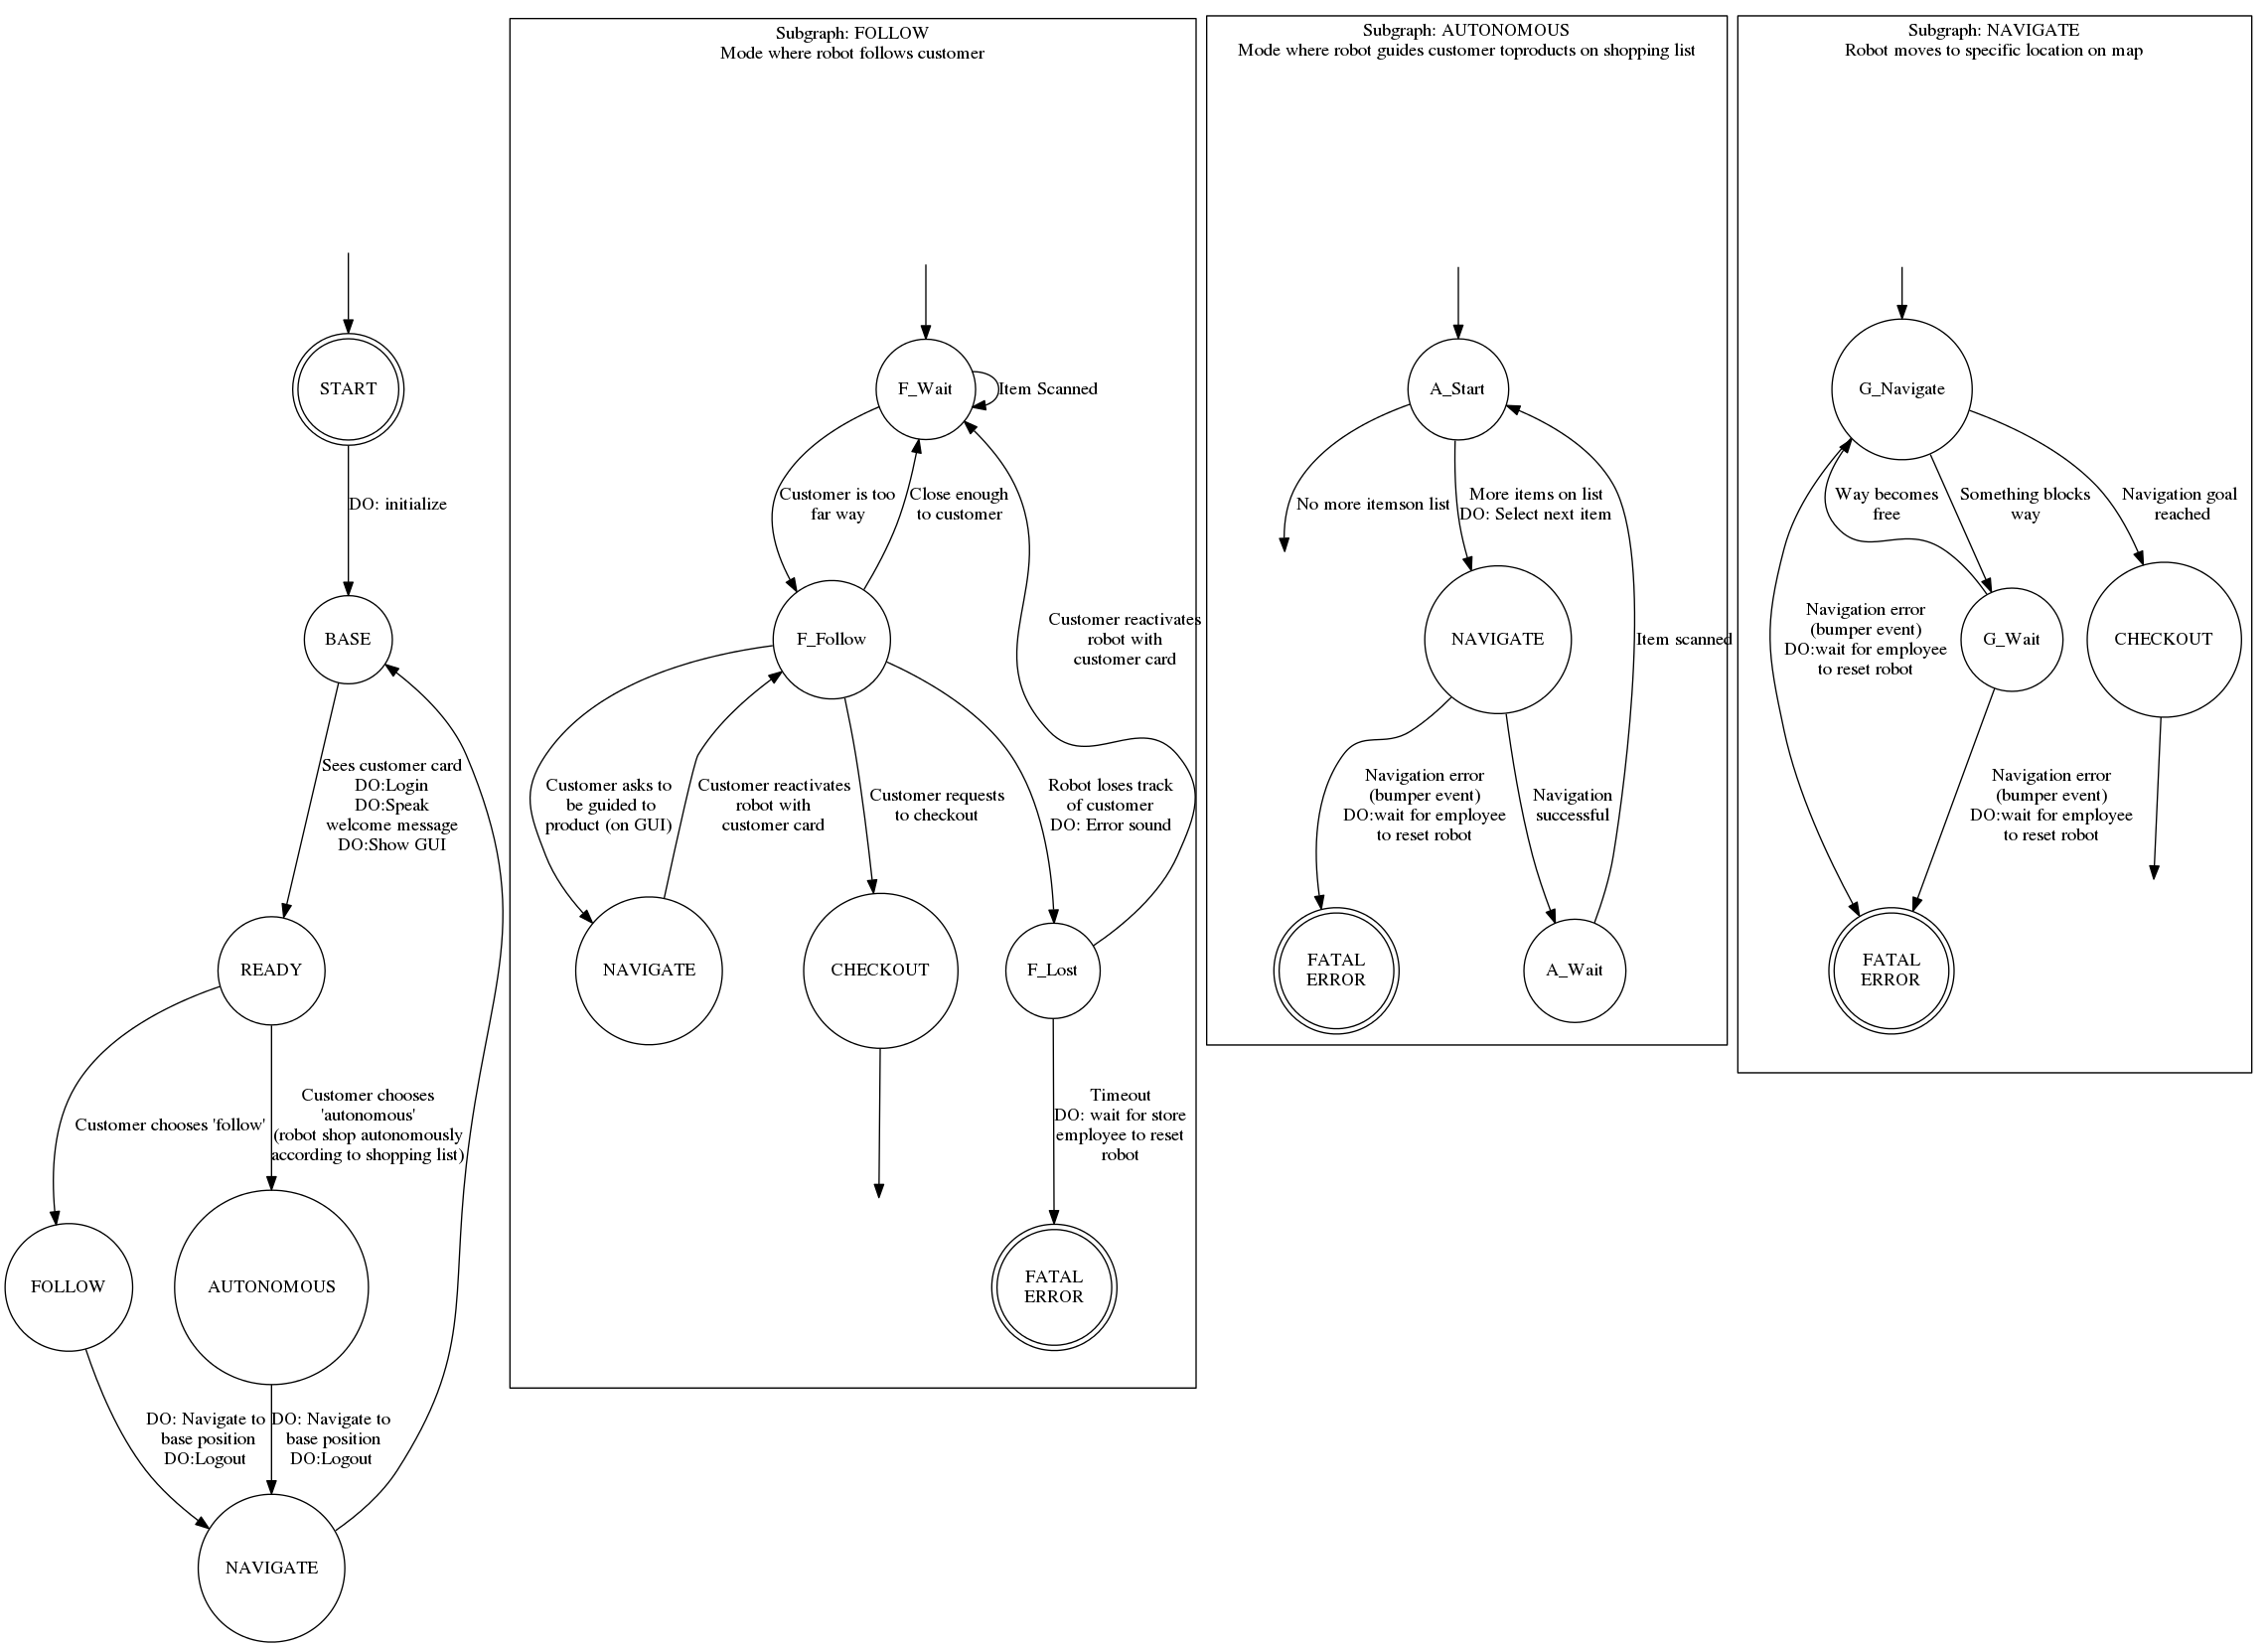 Subgraph: FOLLOW
Mode where robot follows customer
Subgraph: AUTONOMOUS
Mode where robot guides customer toproducts on shopping list
Subgraph: NAVIGATE
Robot moves to specific location on map
START
DO: initialize
BASE
Sees customer card
DO:Login
DO:Speak
welcome message
DO:Show GUI
READY
Customer chooses 'follow'
Customer chooses
'autonomous'
(robot shop autonomously
according to shopping list)
FOLLOW
AUTONOMOUS
DO: Navigate to
base position
DO:Logout
DO: Navigate to
base position
DO:Logout
NAVIGATE
F_Wait
Item Scanned
Customer is too
far way
Close enough
to customer
F_Follow
Customer reactivates
robot with
customer card
Customer asks to
be guided to
product (on GUI)
Customer reactivates
robot with
customer card
Customer requests
to checkout
Robot loses track
of customer
DO: Error sound
NAVIGATE
CHECKOUT
F_Lost
Timeout
DO: wait for store
employee to reset
robot
FATAL
ERROR
A_Start
No more itemson list
More items on list
DO: Select next item
NAVIGATE
Item scanned
Navigation error
(bumper event)
DO:wait for employee
to reset robot
Navigation
successful
FATAL
ERROR
A_Wait
G_Navigate
Way becomes
free
Something blocks
way
Navigation goal
reached
Navigation error
(bumper event)
DO:wait for employee
to reset robot
G_Wait
CHECKOUT
Navigation error
(bumper event)
DO:wait for employee
to reset robot
FATAL
ERROR